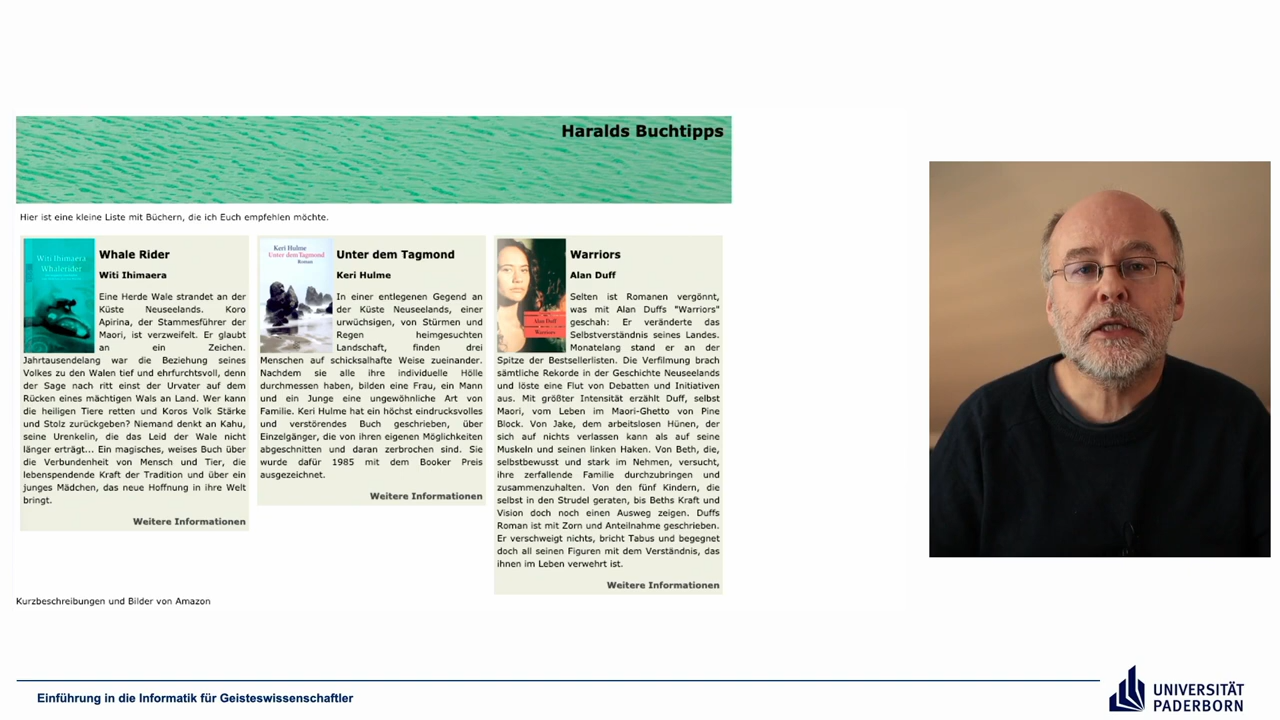 Haralds Buchtipps
Hier ist eine kleine Liste mit Büchern, die ich Euch empfehlen möchte.
Witi Ihimaera
Whalerider
Whale Rider
Witi Ihimaera
Eine Herde Wale strandet an der
Küste Neuseelands. Koro
Apirina, der Stammesführer der
Maori, ist verzweifelt. Er glaubt
an ein Zeichen.
Jahrtausendelang war die Beziehung seines
Volkes zu den Walen tief und ehrfurchtsvoll, denn
der Sage nach ritt einst der Urvater auf dem
Rücken eines mächtigen Wals an Land. Wer kann
die heiligen Tiere retten und Koros Volk Stärke
und Stolz zurückgeben? Niemand denkt an Kahu,
seine Urenkelin, die das Leid der Wale nicht
länger erträgt... Ein magisches, weises Buch über
die Verbundenheit von Mensch und Tier, die
lebenspendende Kraft der Tradition und über ein
junges Mädchen, das neue Hoffnung in ihre Welt
bringt.
Weitere Informationen
Keri Hulme
Unter dem Tagmond
Roman
Unter dem Tagmond
Keri Hulme
In einer entlegenen Gegend an
der Küste Neuseelands, einer
urwüchsigen, von Stürmen und
Regen heimgesuchten
Landschaft, finden drei
Menschen auf schicksalhafte Weise zueinander.
Nachdem sie alle ihre individuelle Hölle
durchmessen haben, bilden eine Frau, ein Mann
und ein Junge eine ungewöhnliche Art von
Familie. Keri Hulme hat ein höchst eindrucksvolles
und verstörendes Buch geschrieben, über
Einzelgänger, die von ihren eigenen Möglichkeiten
abgeschnitten und daran zerbrochen sind. Sie
wurde dafür 1985 mit dem Booker Preis
ausgezeichnet.
Weitere Informationen
Alan Duff
Warriors
Warriors
Alan Duff
Selten ist Romanen vergönnt,
was mit Alan Duffs "Warriors"
geschah: Er veränderte das
Selbstverständnis seines Landes.
Monatelang stand er an der
Spitze der Bestsellerlisten. Die Verfilmung brach
sämtliche Rekorde in der Geschichte Neuseelands
und löste eine Flut von Debatten und Initiativen
aus. Mit größter Intensität erzählt Duff, selbst
Maori, vom Leben im Maori-Ghetto von Pine
Block. Von Jake, dem arbeitslosen Hünen, der
sich auf nichts verlassen kann als auf seine
Muskeln und seinen linken Haken. Von Beth, die,
selbstbewusst und stark im Nehmen, versucht,
ihre zerfallende Familie durchzubringen und
zusammenzuhalten. Von den fünf Kindern, die
selbst in den Strudel geraten, bis Beths Kraft und
Vision doch noch einen Ausweg zeigen. Duffs
Roman ist mit Zorn und Anteilnahme geschrieben.
Er verschweigt nichts, bricht Tabus und begegnet
doch all seinen Figuren mit dem Verständnis, das
ihnen im Leben verwehrt ist.
Weitere Informationen
Kurzbeschreibungen und Bilder von Amazon
Einführung in die Informatik für Geisteswissenschaftler
UNIVERSITÄT
PADERBORN